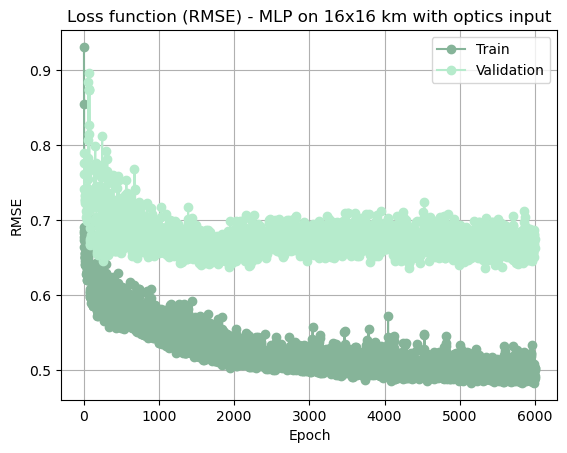 Loss function (RMSE) - MLP on 16x16 km with optics input
Train
Validation
0.9
0.8
0.7
0.6
0.5
RMSE
0
1000
2000
3000
4000
5000
6000
Epoch